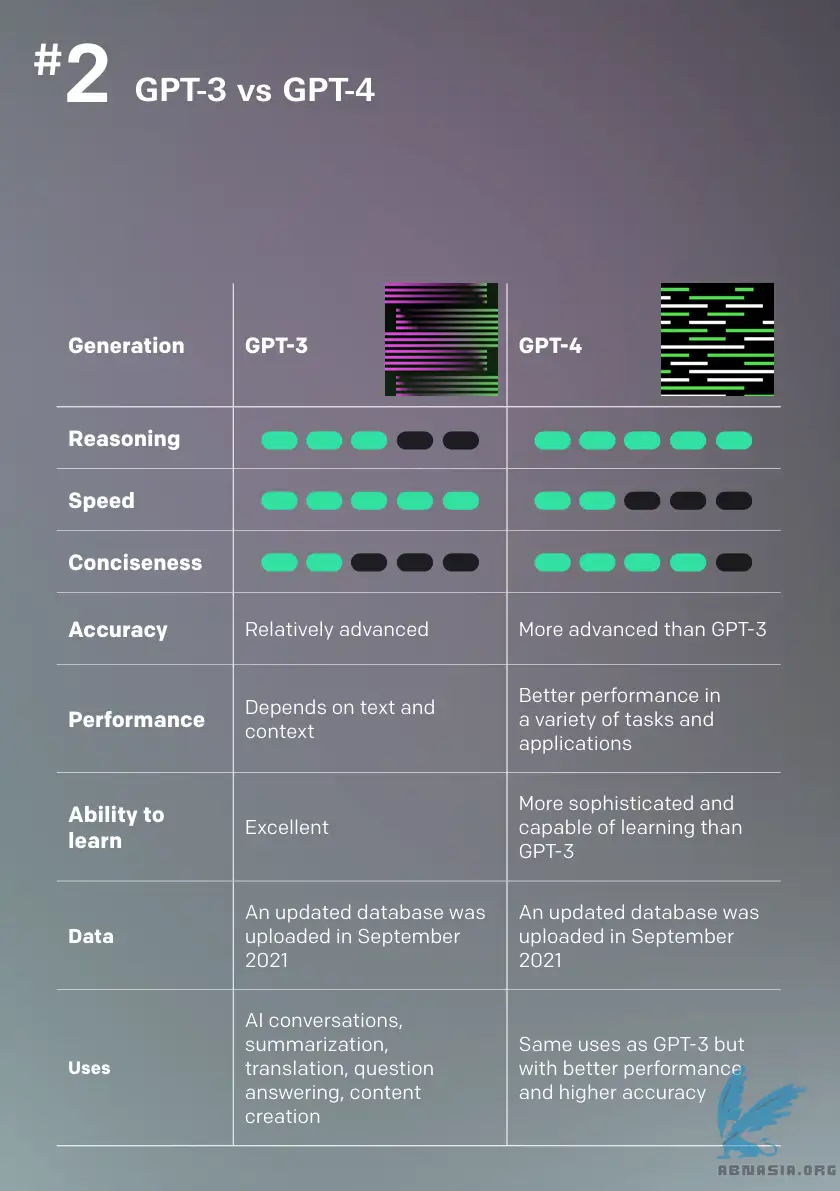 #2 GPT-3 vs GPT-4
Generation
GPT-3
GPT-4
Reasoning
Speed
Conciseness
Accuracy
Relatively advanced
More advanced than GPT-3
Performance
Depends on text and
context
Better performance in
a variety of tasks and
applications
Ability to
learn
Excellent
More sophisticated and
capable of learning than
GPT-3
Data
An updated database was
uploaded in September
2021
An updated database was
uploaded in September
2021
Uses
AI conversations,
summarization,
translation, question
answering, content
creation
Same uses as GPT-3 but
with better performance
and higher accuracy
ABNASIA.ORG